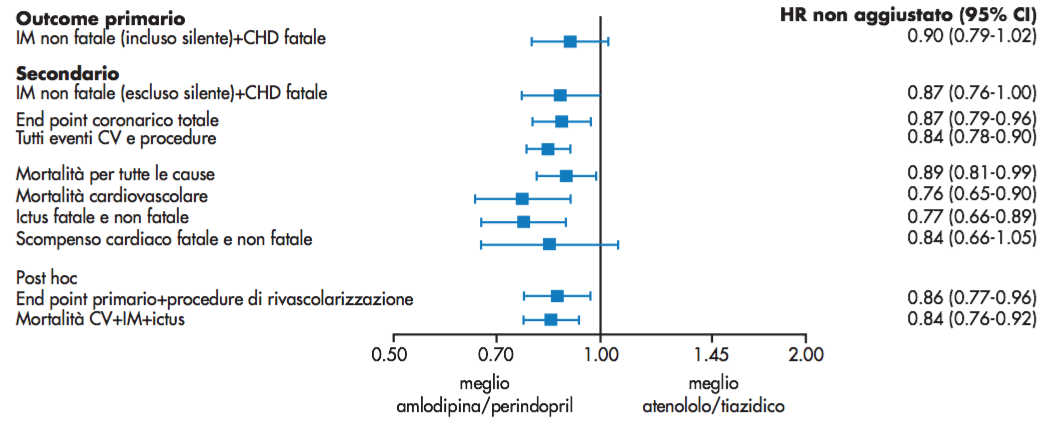 Outcome primario HR non aggiustato (95% CI)
IM non fatale (incluso silente)+CHD fatale 0.90 (0.79-1.02)
Secondario
IM non fatale (escluso silente)+CHD fatale 0.87 (0.76-1.00)
End point coronarico totale 0.87 (0.79-0.96)
Tutti eventi CV e procedure 0.84 (0.78-0.90)
Mortalità per tutte le cause 0.89 (0.81-0.99)
Mortalità cardiovascolare 0.76 (0.65-0.90)
Ictus fatale e non fatale 0.77 (0.66-0.89)
Scompenso cardiaco fatale e non fatale 0.84 (0.66-1.05)
Post hoc
End point primario+procedure di rivascolarizzazione 0.86 (0.77-0.96)
Mortalità CV+IM+ictus 0.84 (0.76-0.92)
0.50 0.70 1.00 1.45 2.00
meglio meglio
amlodipina/perindopril atenololo/tiazidico